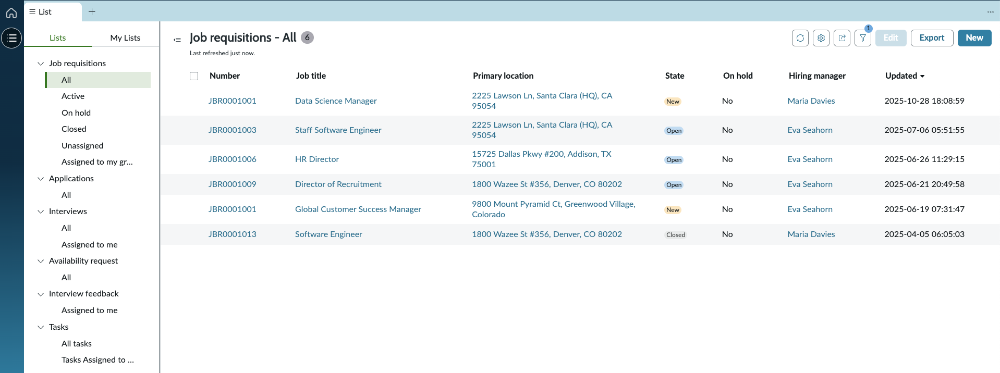 List
Lists
My Lists
Job requisitions
All
Active
On hold
Closed
Unassigned
Assigned to my gr...
Applications
All
Interviews
All
Assigned to me
Availability request
All
Interview feedback
Assigned to me
Tasks
All tasks
Tasks Assigned to ...
Job requisitions - All 6
Last refreshed just now.
1
Edit
Export
New
Number Job title Primary location State On hold Hiring manager Updated
JBR0001001 Data Science Manager 2225 Lawson Ln, Santa Clara (HQ), CA
95054 New No Maria Davies 2025-10-28 18:08:59
JBR0001003 Staff Software Engineer 2225 Lawson Ln, Santa Clara (HQ), CA
95054 Open No Eva Seahorn 2025-07-06 05:51:55
JBR0001006 HR Director 15725 Dallas Pkwy #200, Addison, TX
75001 Open No Eva Seahorn 2025-06-26 11:29:15
JBR0001009 Director of Recruitment 1800 Wazee St #356, Denver, CO 80202 Open No Eva Seahorn 2025-06-21 20:49:58
JBR0001001 Global Customer Success Manager 9800 Mount Pyramid Ct, Greenwood Village,
Colorado New No Eva Seahorn 2025-06-19 07:31:47
JBR0001013 Software Engineer 1800 Wazee St #356, Denver, CO 80202 Closed No Maria Davies 2025-04-05 06:05:03